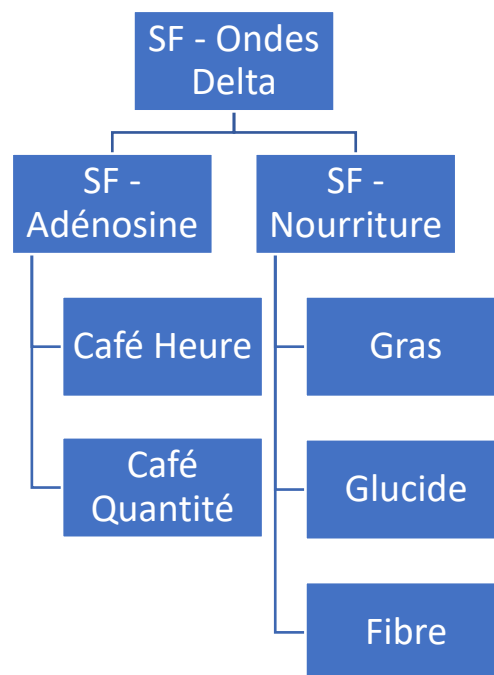 SF - Ondes
Delta
SF -
Adénosine
SF -
Nourriture
Café Heure
Gras
Café
Quantité
Glucide
Fibre